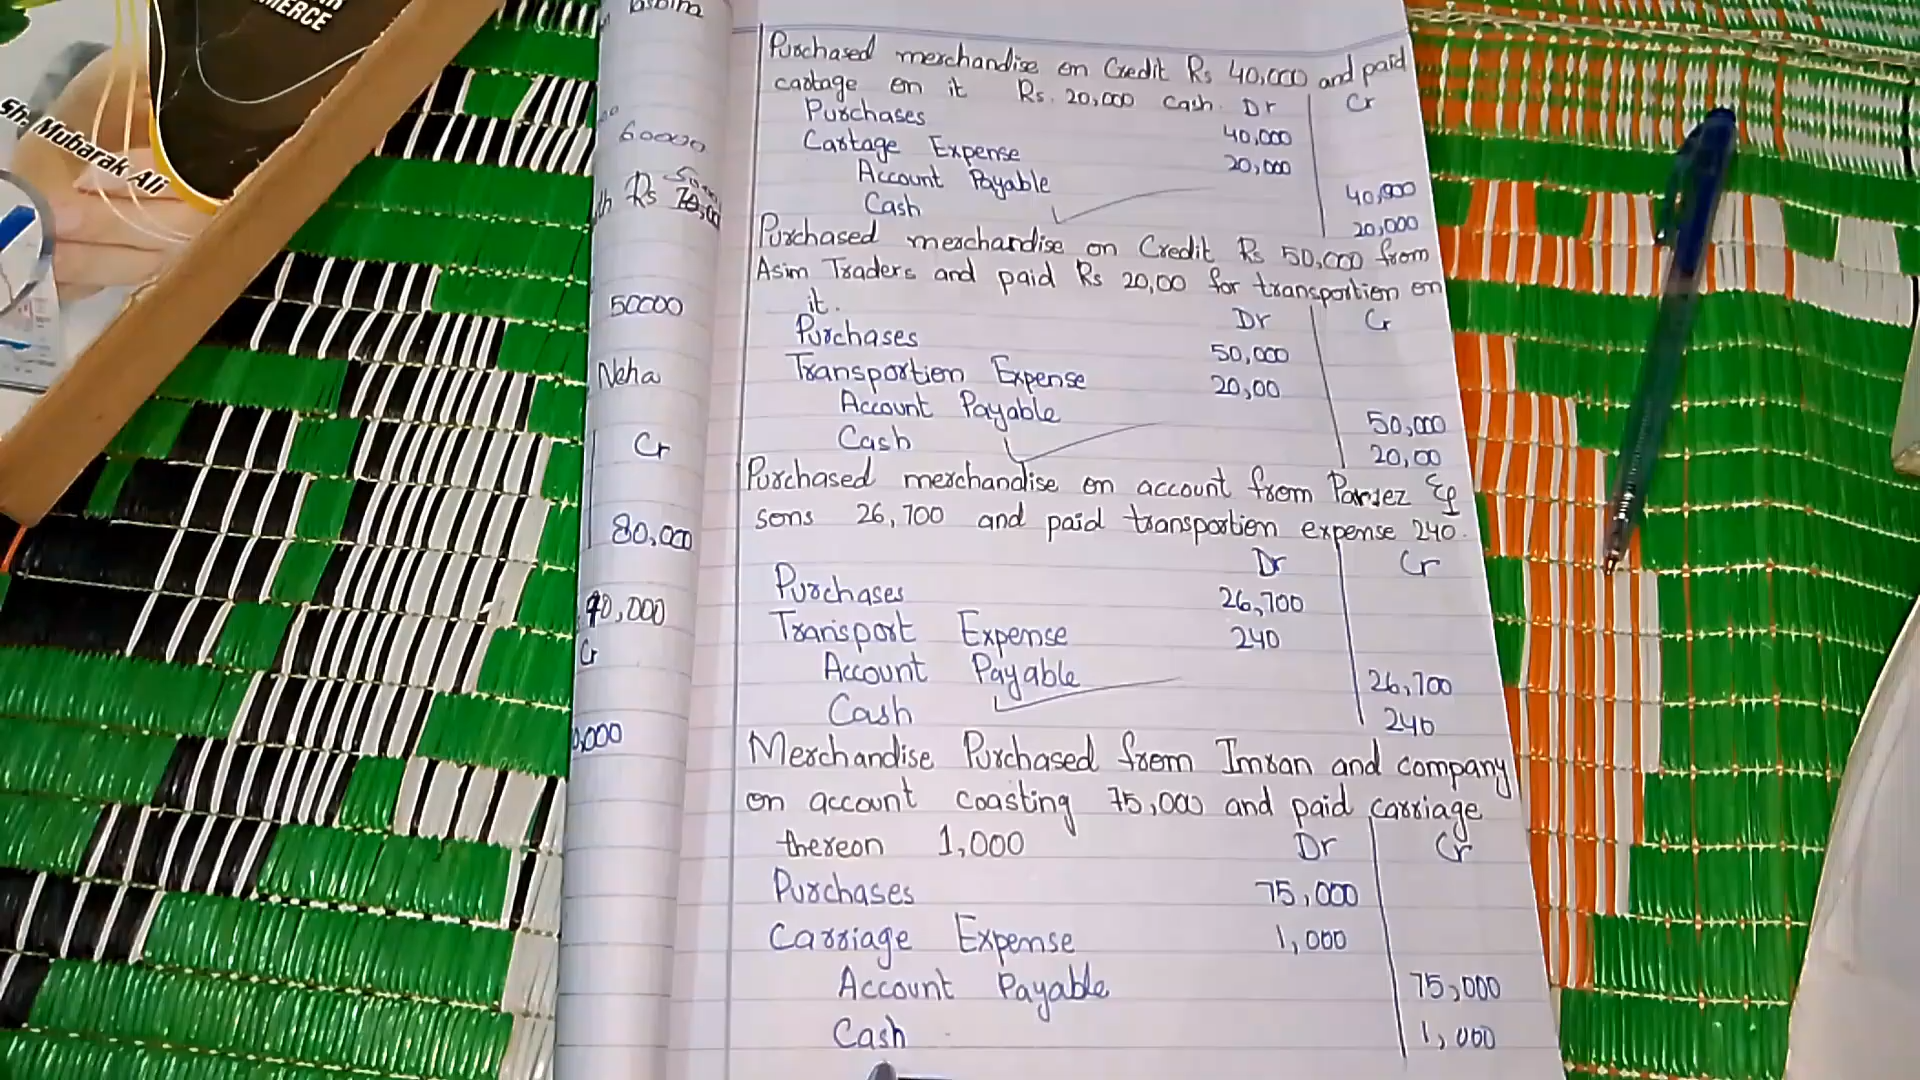 MERCE
Sh. Mubarak Ali
60000
Rs
50000
Neha
Cr
80,000
90,000
Cr
0,000
Purchased merchandise on Credit Rs 40,000 and paid
cartage on it Rs. 20,000 cash. Dr Cr
Purchases 40,000
Cartage Expense 20,000
Account Payable 40,000
Cash 20,000
Purchased merchandise on Credit Rs 50,000 from
Asim Traders and paid Rs 20,00 for transportion on
it. Dr Cr
Purchases 50,000
Transportion Expense 20,00
Account Payable 50,000
Cash 20,00
Purchased merchandise on account from &
sons 26,700 and paid transportion expense 240.
Dr Cr
Purchases 26,700
Transport Expense 240
Account Payable 26,700
Cash 240
Merchandise Purchased from Imran and company
on account coasting 75,000 and paid carriage
thereon 1,000 Dr Cr
Purchases 75,000
Carriage Expense 1,000
Account Payable 75,000
Cash 1,000